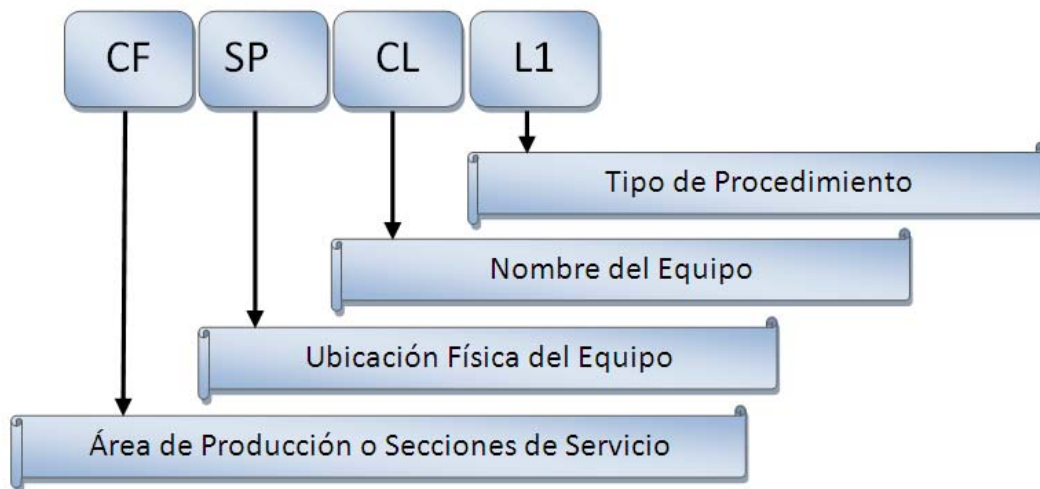 CF SP CL L1
Tipo de Procedimiento
Nombre del Equipo
Ubicación Física del Equipo
Área de Producción o Secciones de Servicio